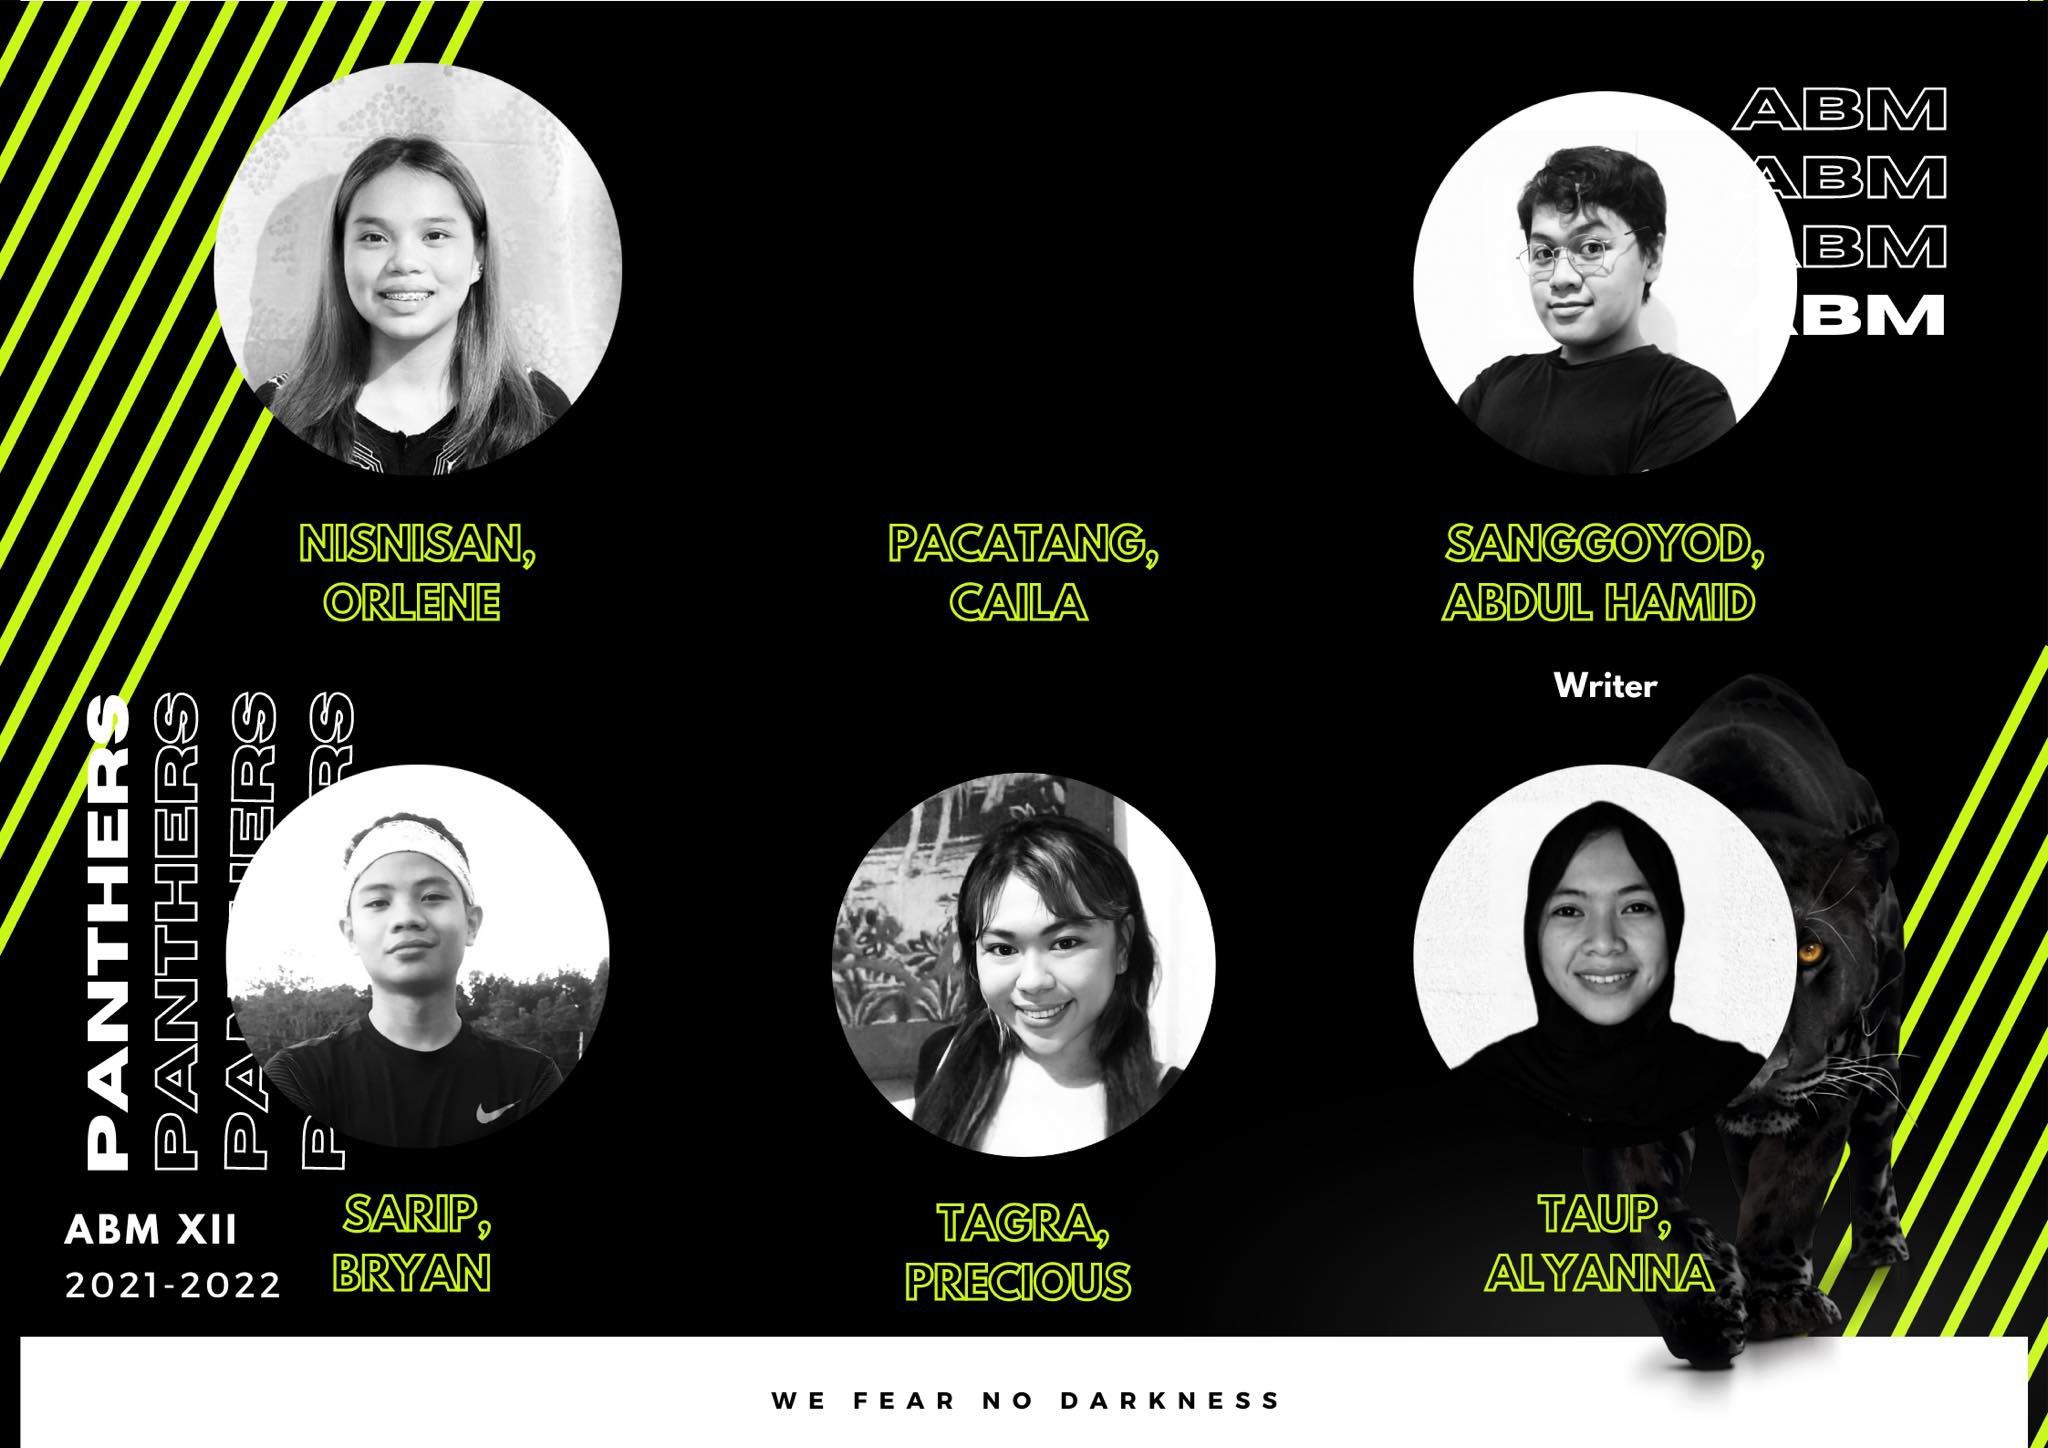 ABM
ABM
ABM
ABM
NISNISAN,
ORLENE
PACATANG,
CAILA
SANGGOYOD,
ABDUL HAMID
Writer
PANTHERS
PANTHERS
PANTHERS
PANTHERS
SARIP,
BRYAN
TAGRA,
PRECIOUS
TAUP,
ALYANNA
ABM XII
2021-2022
WE FEAR NO DARKNESS